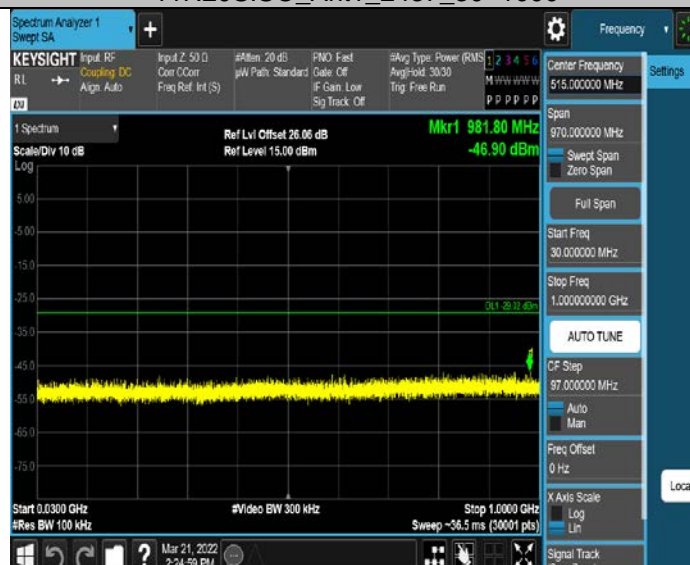 Spectrum Analyzer 1
Swept SA
+
Frequency
KEYSIGHT
RL
Input: RF
Coupling: DC
Align: Auto
Input Z: 50 Ω
Corr CCorr
Freq Ref: Int (S)
#Atten: 20 dB
µW Path: Standard
PNO: Fast
Gate: Off
IF Gain: Low
Sig Track: Off
#Avg Type: Power (RMS
Avg|Hold: 30/30
Trig: Free Run
1 2 3 4 5 6
M W W W W W
P P P P P P
1 Spectrum
Scale/Div 10 dB
Log
Ref Lvl Offset 26.06 dB
Ref Level 15.00 dBm
Mkr1 981.80 MHz
-46.90 dBm
5.00
-5.00
-15.0
-25.0
-35.0
-45.0
-55.0
-65.0
-75.0
Start 0.0300 GHz
#Res BW 100 kHz
#Video BW 300 kHz
Stop 1.0000 GHz
Sweep ~36.5 ms (30001 pts)
?
Mar 21, 2022
2:24:59 PM
Center Frequency
515.000000 MHz
Settings
Span
970.000000 MHz
Swept Span
Zero Span
Full Span
Start Freq
30.000000 MHz
Stop Freq
1.000000000 GHz
AUTO TUNE
CF Step
97.000000 MHz
Auto
Man
Freq Offset
0 Hz
X Axis Scale
Log
Lin
Loca
Signal Track